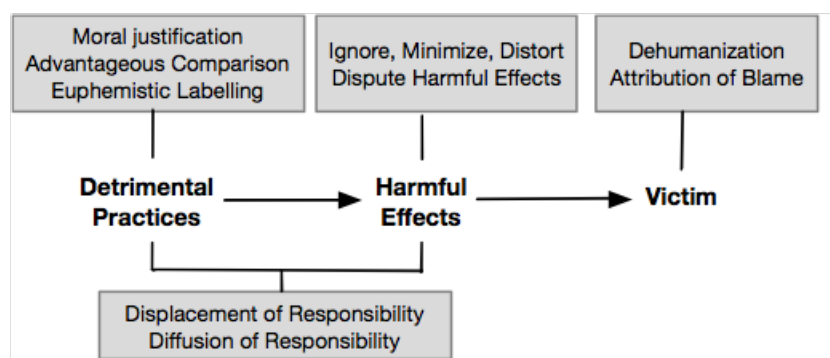 Moral justification
Advantageous Comparison
Euphemistic Labelling
Ignore, Minimize, Distort
Dispute Harmful Effects
Dehumanization
Attribution of Blame
Detrimental
Practices
Harmful
Effects
Victim
Displacement of Responsibility
Diffusion of Responsibility